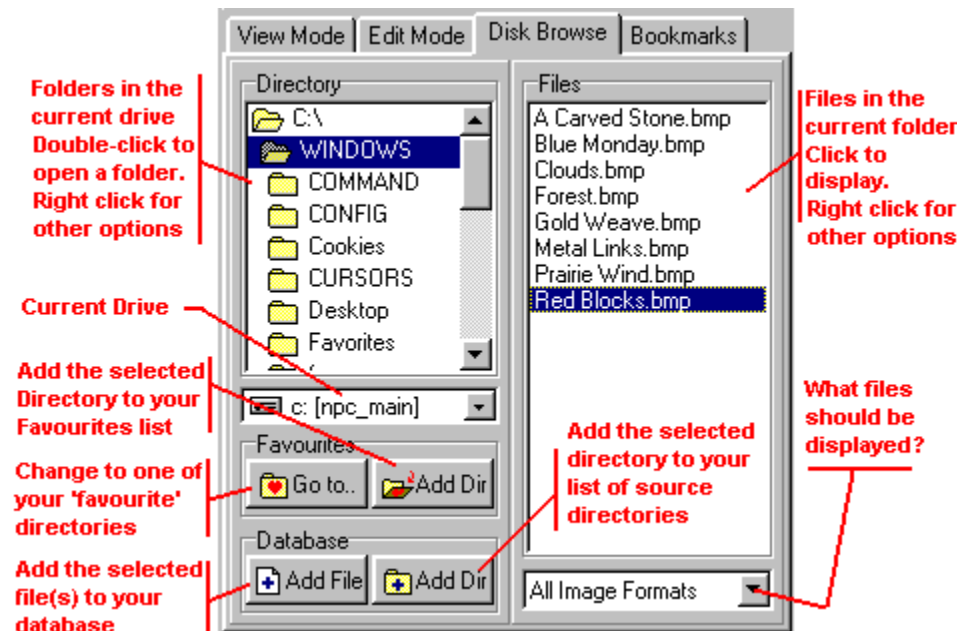 View Mode
Edit Mode
Disk Browse
Bookmarks
Folders in the
current drive
Double-click to
open a folder.
Right click for
other options
Current Drive
Add the selected
Directory to your
Favourites list
Change to one of
your 'favourite'
directories
Add the selected
file(s) to your
database
Directory
C:\
WINDOWS
COMMAND
CONFIG
Cookies
CURSORS
Desktop
Favorites
c: [npc_main]
Favourites
Go to..
Add Dir
Database
Add File
Add Dir
Add the selected
directory to your
list of source
directories
Files
A Carved Stone.bmp
Blue Monday.bmp
Clouds.bmp
Forest.bmp
Gold Weave.bmp
Metal Links.bmp
Prairie Wind.bmp
Red Blocks.bmp
All Image Formats
Files in the
current folder
Click to
display.
Right click for
other options
What files
should be
displayed?